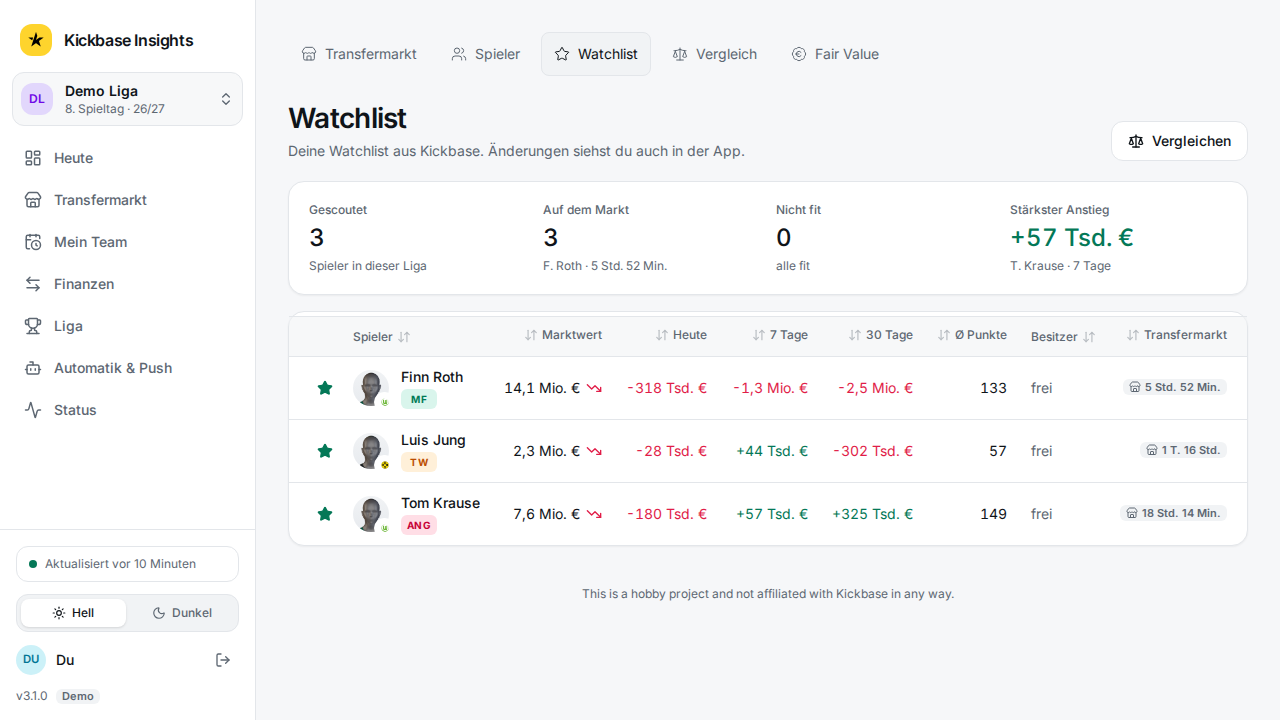 Kickbase Insights
DL
Demo Liga
8. Spieltag · 26/27
Heute
Transfermarkt
Mein Team
Finanzen
Liga
Automatik & Push
Status
Aktualisiert vor 10 Minuten
Hell
Dunkel
DU
Du
v3.1.0
Demo
Transfermarkt
Spieler
Watchlist
Vergleich
Fair Value
Watchlist
Deine Watchlist aus Kickbase. Änderungen siehst du auch in der App.
Vergleichen
Gescoutet
3
Spieler in dieser Liga
Auf dem Markt
3
F. Roth · 5 Std. 52 Min.
Nicht fit
0
alle fit
Stärkster Anstieg
+57 Tsd. €
T. Krause · 7 Tage
Spieler Marktwert Heute 7 Tage 30 Tage Ø Punkte Besitzer Transfermarkt
Finn Roth
MF
14,1 Mio. € -318 Tsd. € -1,3 Mio. € -2,5 Mio. € 133 frei 5 Std. 52 Min.
Luis Jung
TW
2,3 Mio. € -28 Tsd. € +44 Tsd. € -302 Tsd. € 57 frei 1 T. 16 Std.
Tom Krause
ANG
7,6 Mio. € -180 Tsd. € +57 Tsd. € +325 Tsd. € 149 frei 18 Std. 14 Min.
This is a hobby project and not affiliated with Kickbase in any way.